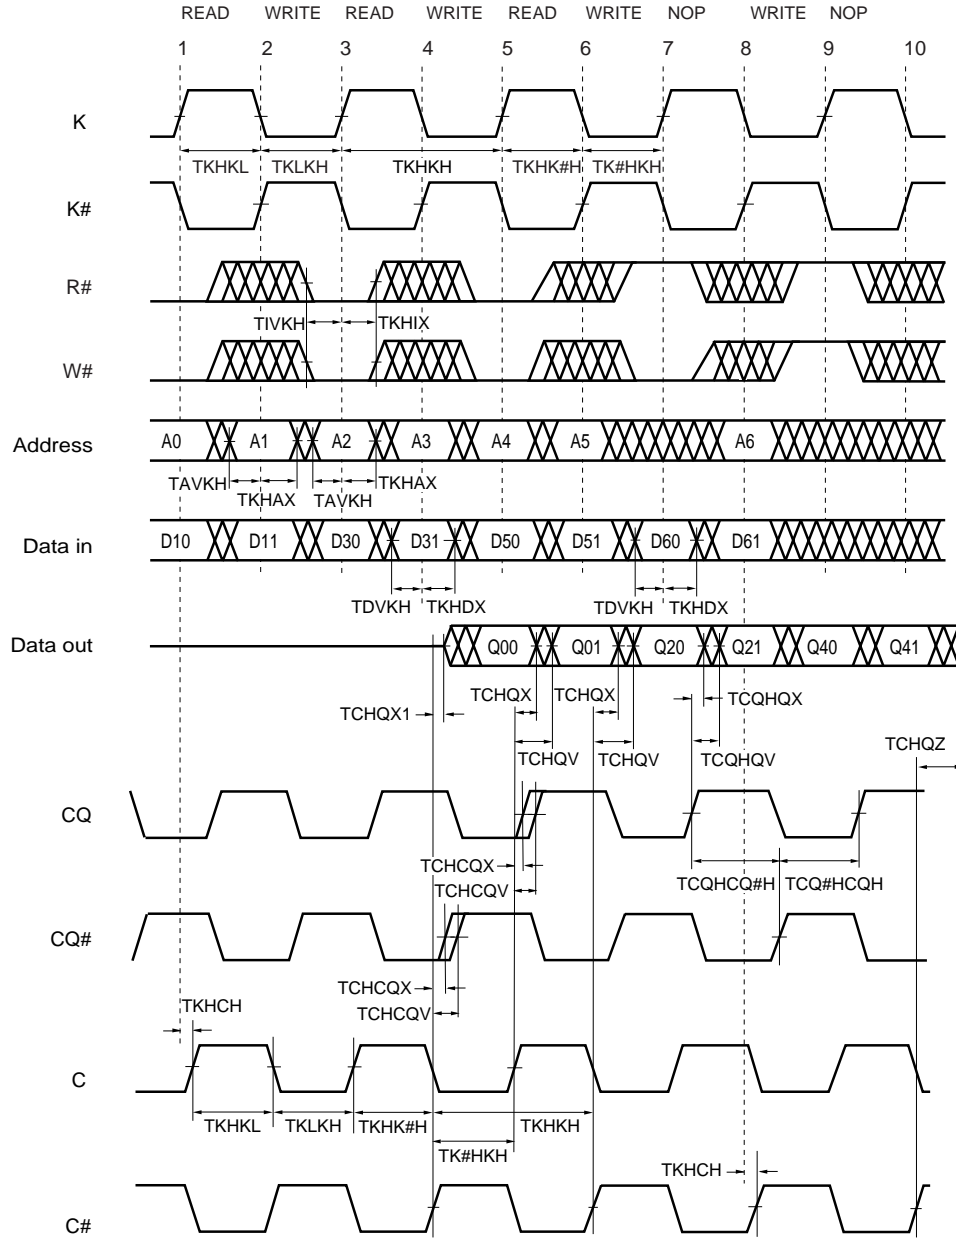 READ WRITE READ WRITE READ WRITE NOP WRITE NOP
1 2 3 4 5 6 7 8 9 10
K
TKHKL TKLKH TKHKH TKHK#H TK#HKH
K#
R#
TIVKH TKHIX
W#
Address A0 A1 A2 A3 A4 A5 A6
TAVKH TKHAX TAVKH TKHAX
Data in D10 D11 D30 D31 D50 D51 D60 D61
TDVKH TKHDX TDVKH TKHDX
Data out Q00 Q01 Q20 Q21 Q40 Q41
TCHQX1 TCHQX TCHQX TCQHQX
TCHQV TCHQV TCQHQV TCHQZ
CQ
TCHCQX TCQHCQ#H TCQ#HCQH
TCHCQV
CQ#
TCHCQX
TCHCQV
TKHCH
C
TKHKL TKLKH TKHK#H TKHKH
TK#HKH TKHCH
C#